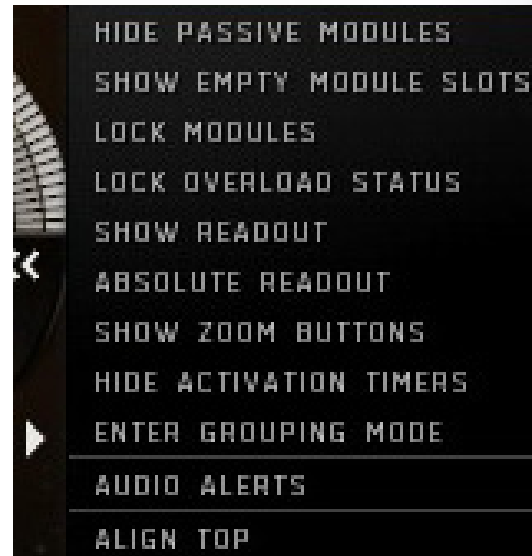 HIDE PASSIVE MODULES
SHOW EMPTY MODULE SLOTS
LOCK MODULES
LOCK OVERLOAD STATUS
SHOW READOUT
ABSOLUTE READOUT
SHOW ZOOM BUTTONS
HIDE ACTIVATION TIMERS
ENTER GROUPING MODE
AUDIO ALERTS
ALIGN TOP